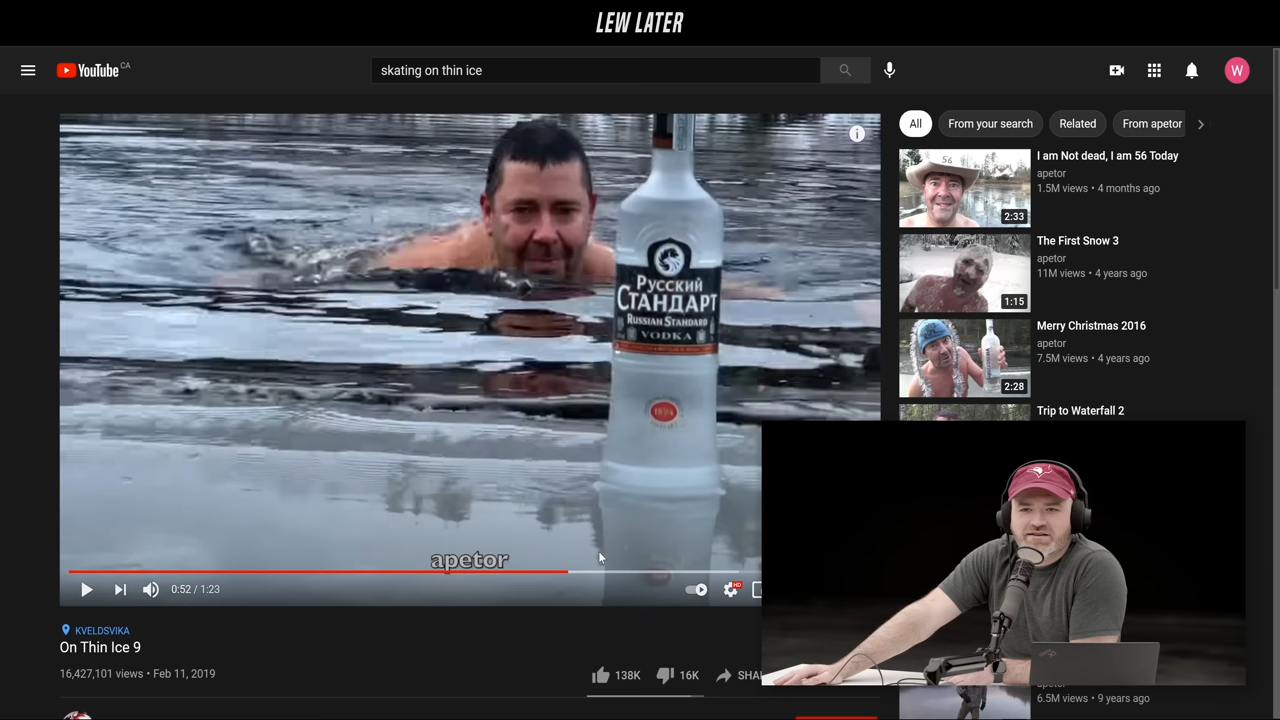 LEW LATER
YouTube CA
skating on thin ice
W
All
From your search
Related
From apetor
I am Not dead, I am 56 Today
apetor
1.5M views • 4 months ago
56
2:33
The First Snow 3
apetor
11M views • 4 years ago
1:15
Merry Christmas 2016
apetor
7.5M views • 4 years ago
2:28
Trip to Waterfall 2
РУССКИЙ
СТАНДАРТ
RUSSIAN STANDARD
VODKA
1894
apetor
0:52 / 1:23
HD
KVELDSVIKA
On Thin Ice 9
16,427,101 views • Feb 11, 2019
138K
16K
6.5M views • 9 years ago